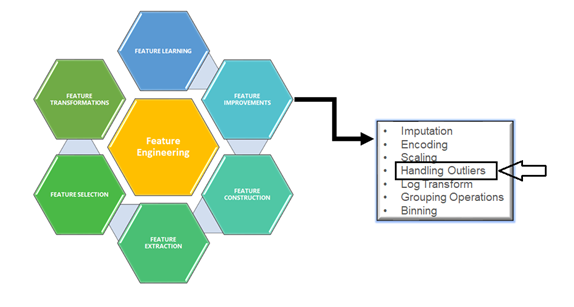 FEATURE LEARNING
FEATURE
TRANSFORMATIONS
FEATURE
IMPROVEMENTS
Feature
Engineering
FEATURE SELECTION
FEATURE
CONSTRUCTION
FEATURE
EXTRACTION
• Imputation
• Encoding
• Scaling
• Handling Outliers
• Log Transform
• Grouping Operations
• Binning